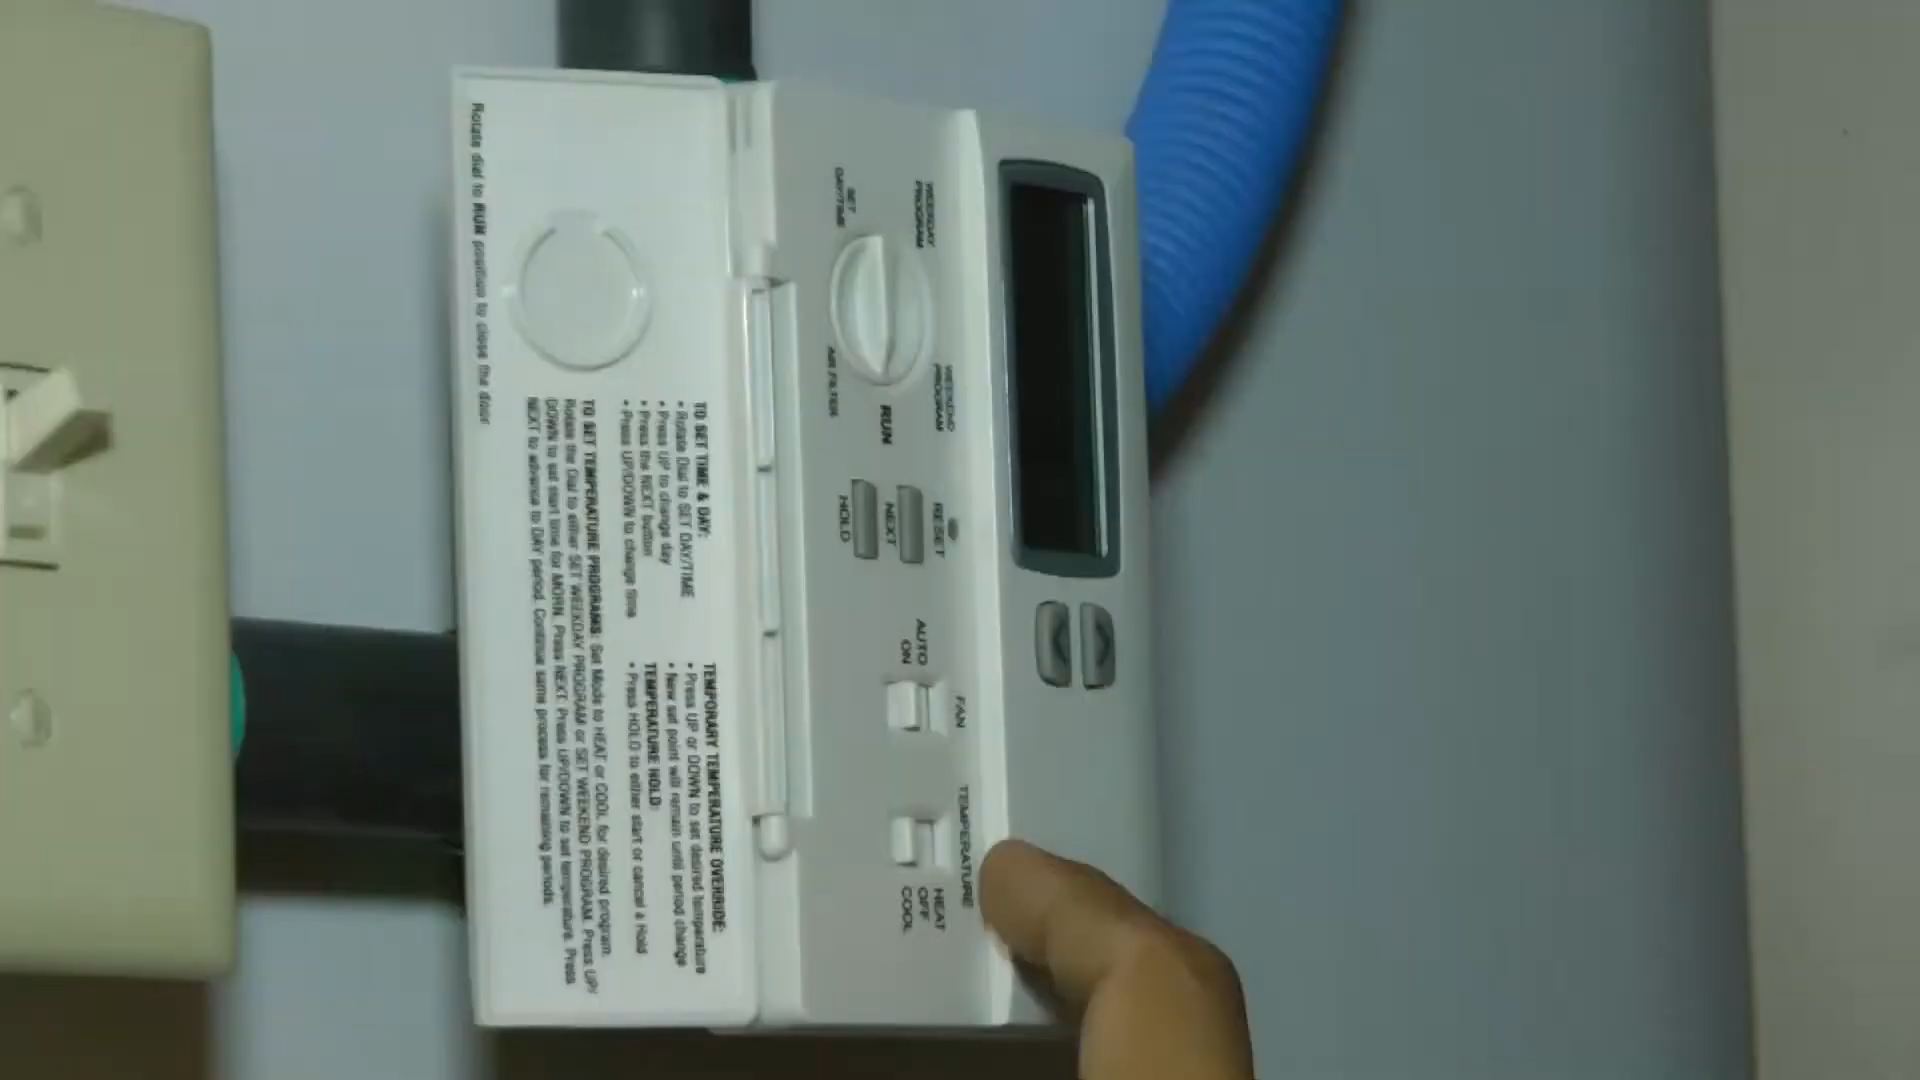 WEEKDAY
PROGRAM
WEEKEND
PROGRAM
SET
DAY/TIME
AIR FILTER
RUN
RESET
NEXT
HOLD
FAN
AUTO
ON
TEMPERATURE
HEAT
OFF
COOL
TO SET TIME & DAY:
• Rotate Dial to SET DAY/TIME
• Press UP to change day
• Press the NEXT button
• Press UP/DOWN to change time
TEMPORARY TEMPERATURE OVERRIDE:
• Press UP or DOWN to set desired temperature
• New set point will remain until period change
TEMPERATURE HOLD:
• Press HOLD to either start or cancel a Hold
TO SET TEMPERATURE PROGRAMS: Set Mode to HEAT or COOL for desired program.
Rotate the Dial to either SET WEEKDAY PROGRAM or SET WEEKEND PROGRAM. Press UP/
DOWN to set start time for MORN. Press NEXT. Press UP/DOWN to set temperature. Press
NEXT to advance to DAY period. Continue same process for remaining periods.
Rotate dial to RUN position to close the door